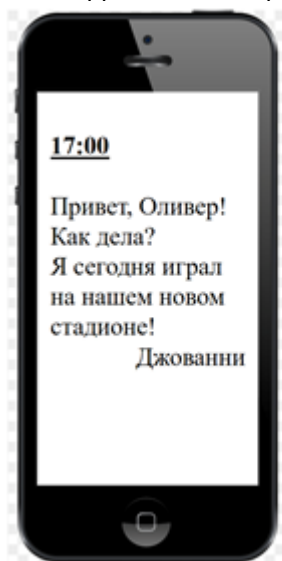 17:00
Привет, Оливер!
Как дела?
Я сегодня играл
на нашем новом
стадионе!
Джованни